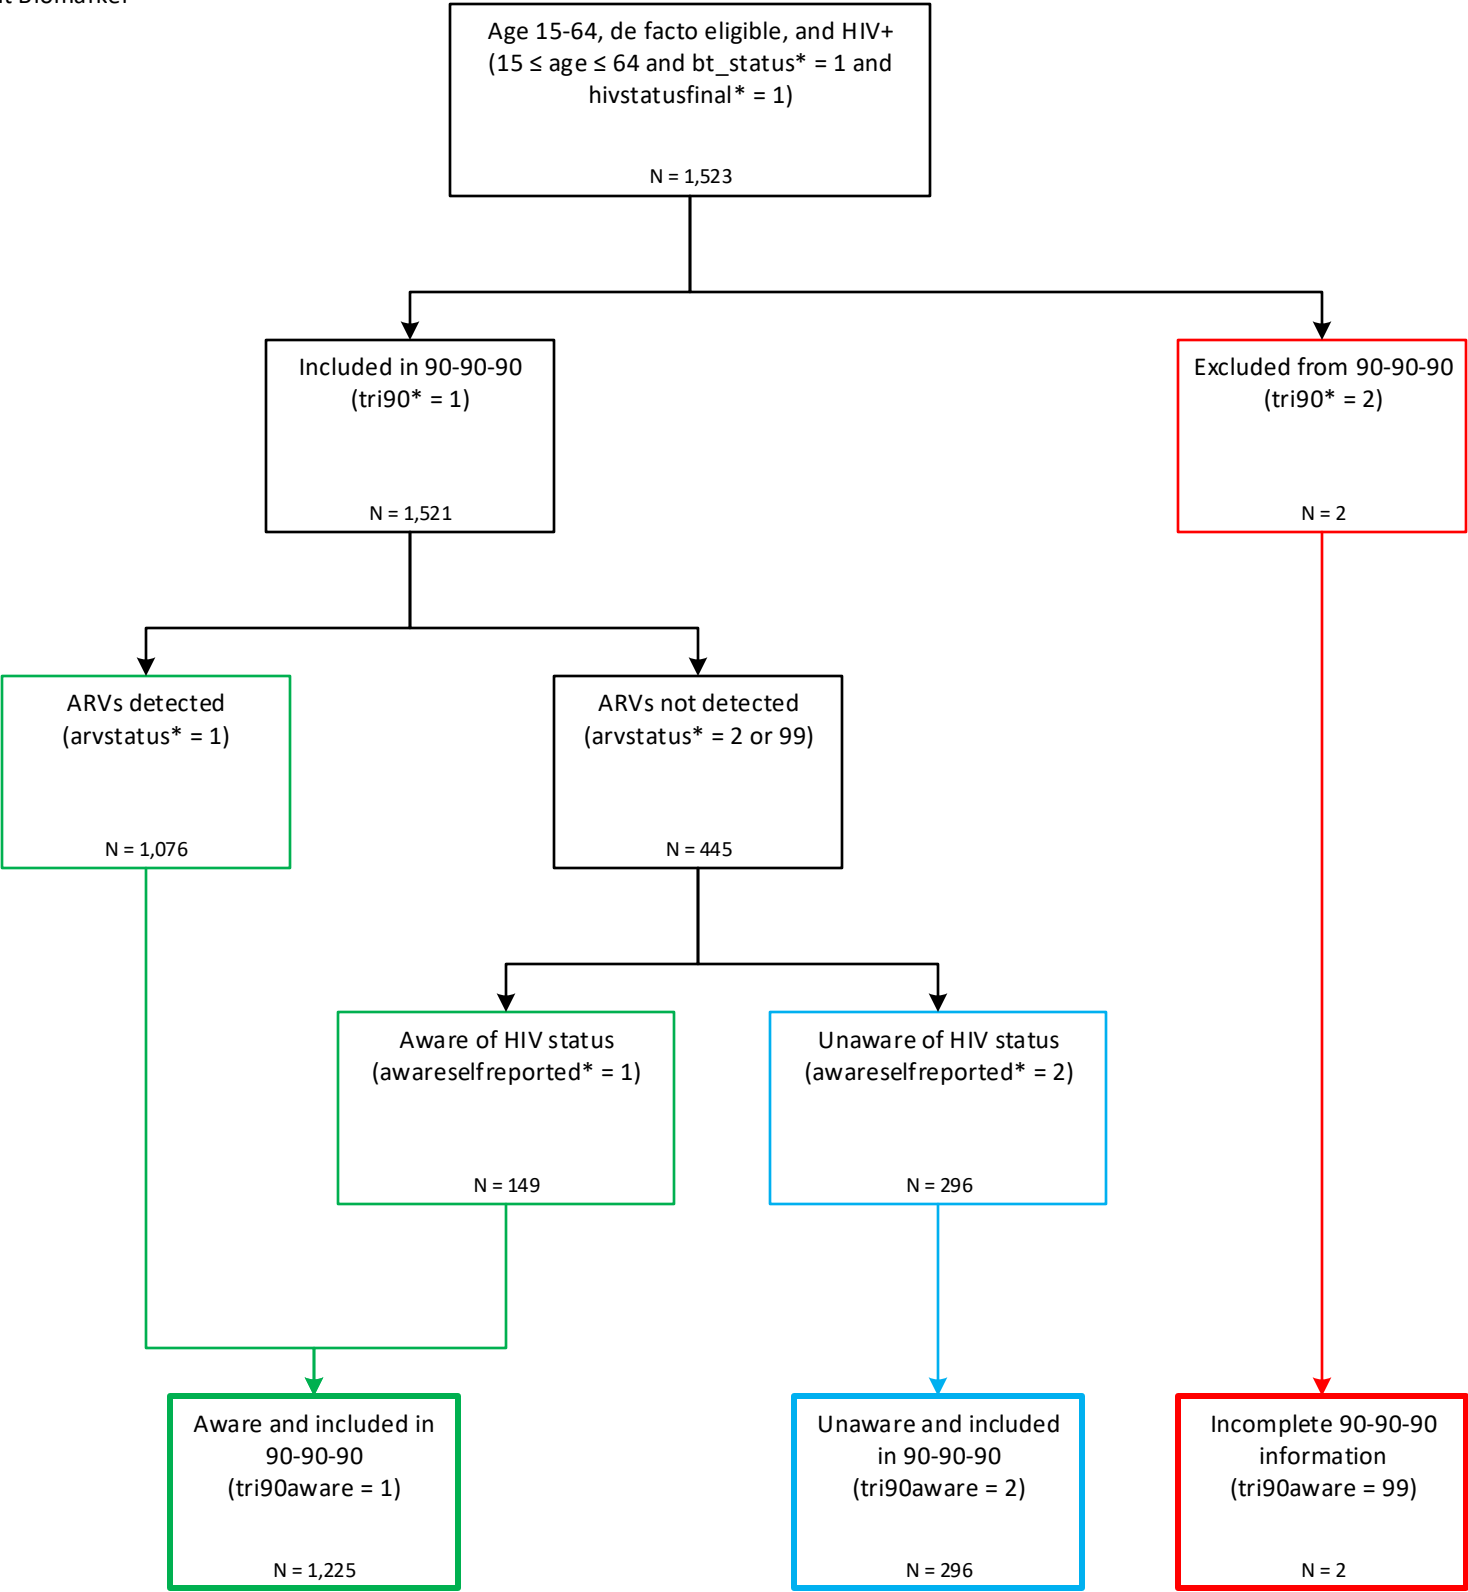 Age 15-64, de facto eligible, and HIV+
(15 ≤ age ≤ 64 and bt_status* = 1 and
hivstatusfinal* = 1)
N = 1,523
Included in 90-90-90
(tri90* = 1)
N = 1,521
Excluded from 90-90-90
(tri90* = 2)
N = 2
ARVs detected
(arvstatus* = 1)
N = 1,076
ARVs not detected
(arvstatus* = 2 or 99)
N = 445
Aware of HIV status
(awareselfreported* = 1)
N = 149
Unaware of HIV status
(awareselfreported* = 2)
N = 296
Aware and included in
90-90-90
(tri90aware = 1)
N = 1,225
Unaware and included
in 90-90-90
(tri90aware = 2)
N = 296
Incomplete 90-90-90
information
(tri90aware = 99)
N = 2